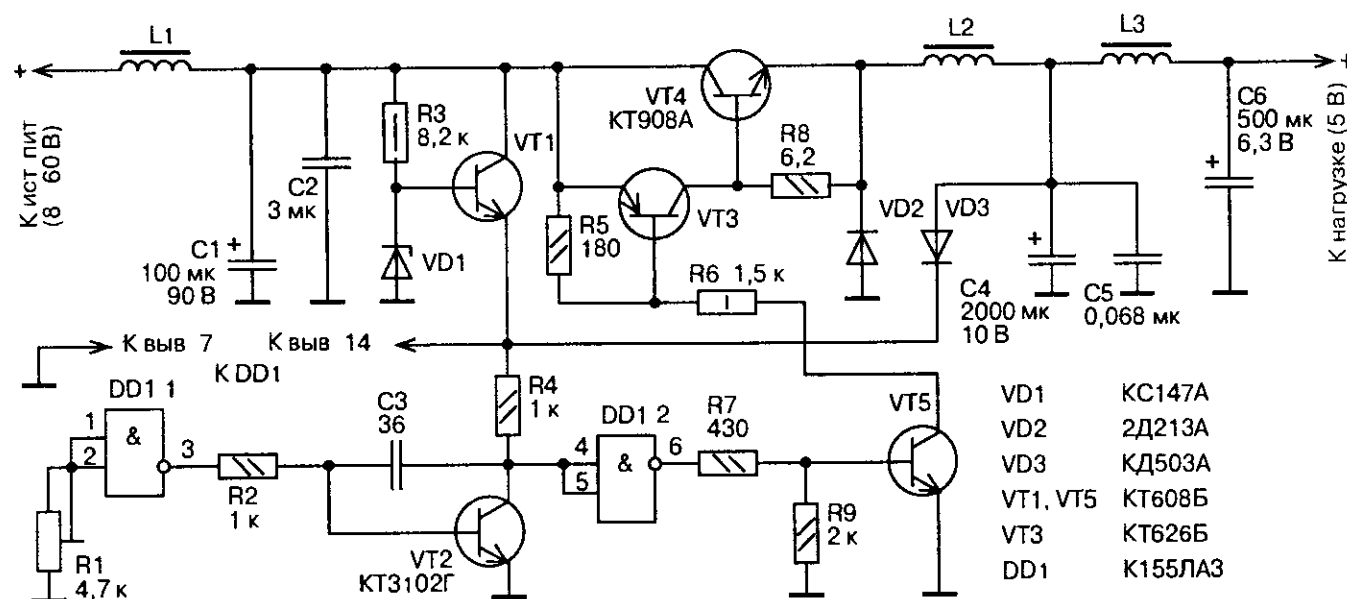 L1
L2
L3
+
+
К ист пит
(8 60 В)
R3
8,2 к
VT1
VT4
КТ908А
R8
6,2
C6
500 мк
6,3 В
+
К нагрузке (5 В)
C2
3 мк
VT3
VD2
VD3
R5
180
C1
+
100 мк
90 В
VD1
R6 1,5 к
+
C4
2000 мк
10 В
C5
0,068 мк
К выв 7
К выв 14
К DD1
DD1 1
C3
36
R4
1 к
DD1 2
R7
430
VT5
1
2
&
3
4
5
&
6
R2
1 к
R9
2 к
VT2
КТ3102Г
R1
4,7 к
VD1 КС147А
VD2 2Д213А
VD3 КД503А
VT1, VT5 КТ608Б
VT3 КТ626Б
DD1 К155ЛА3